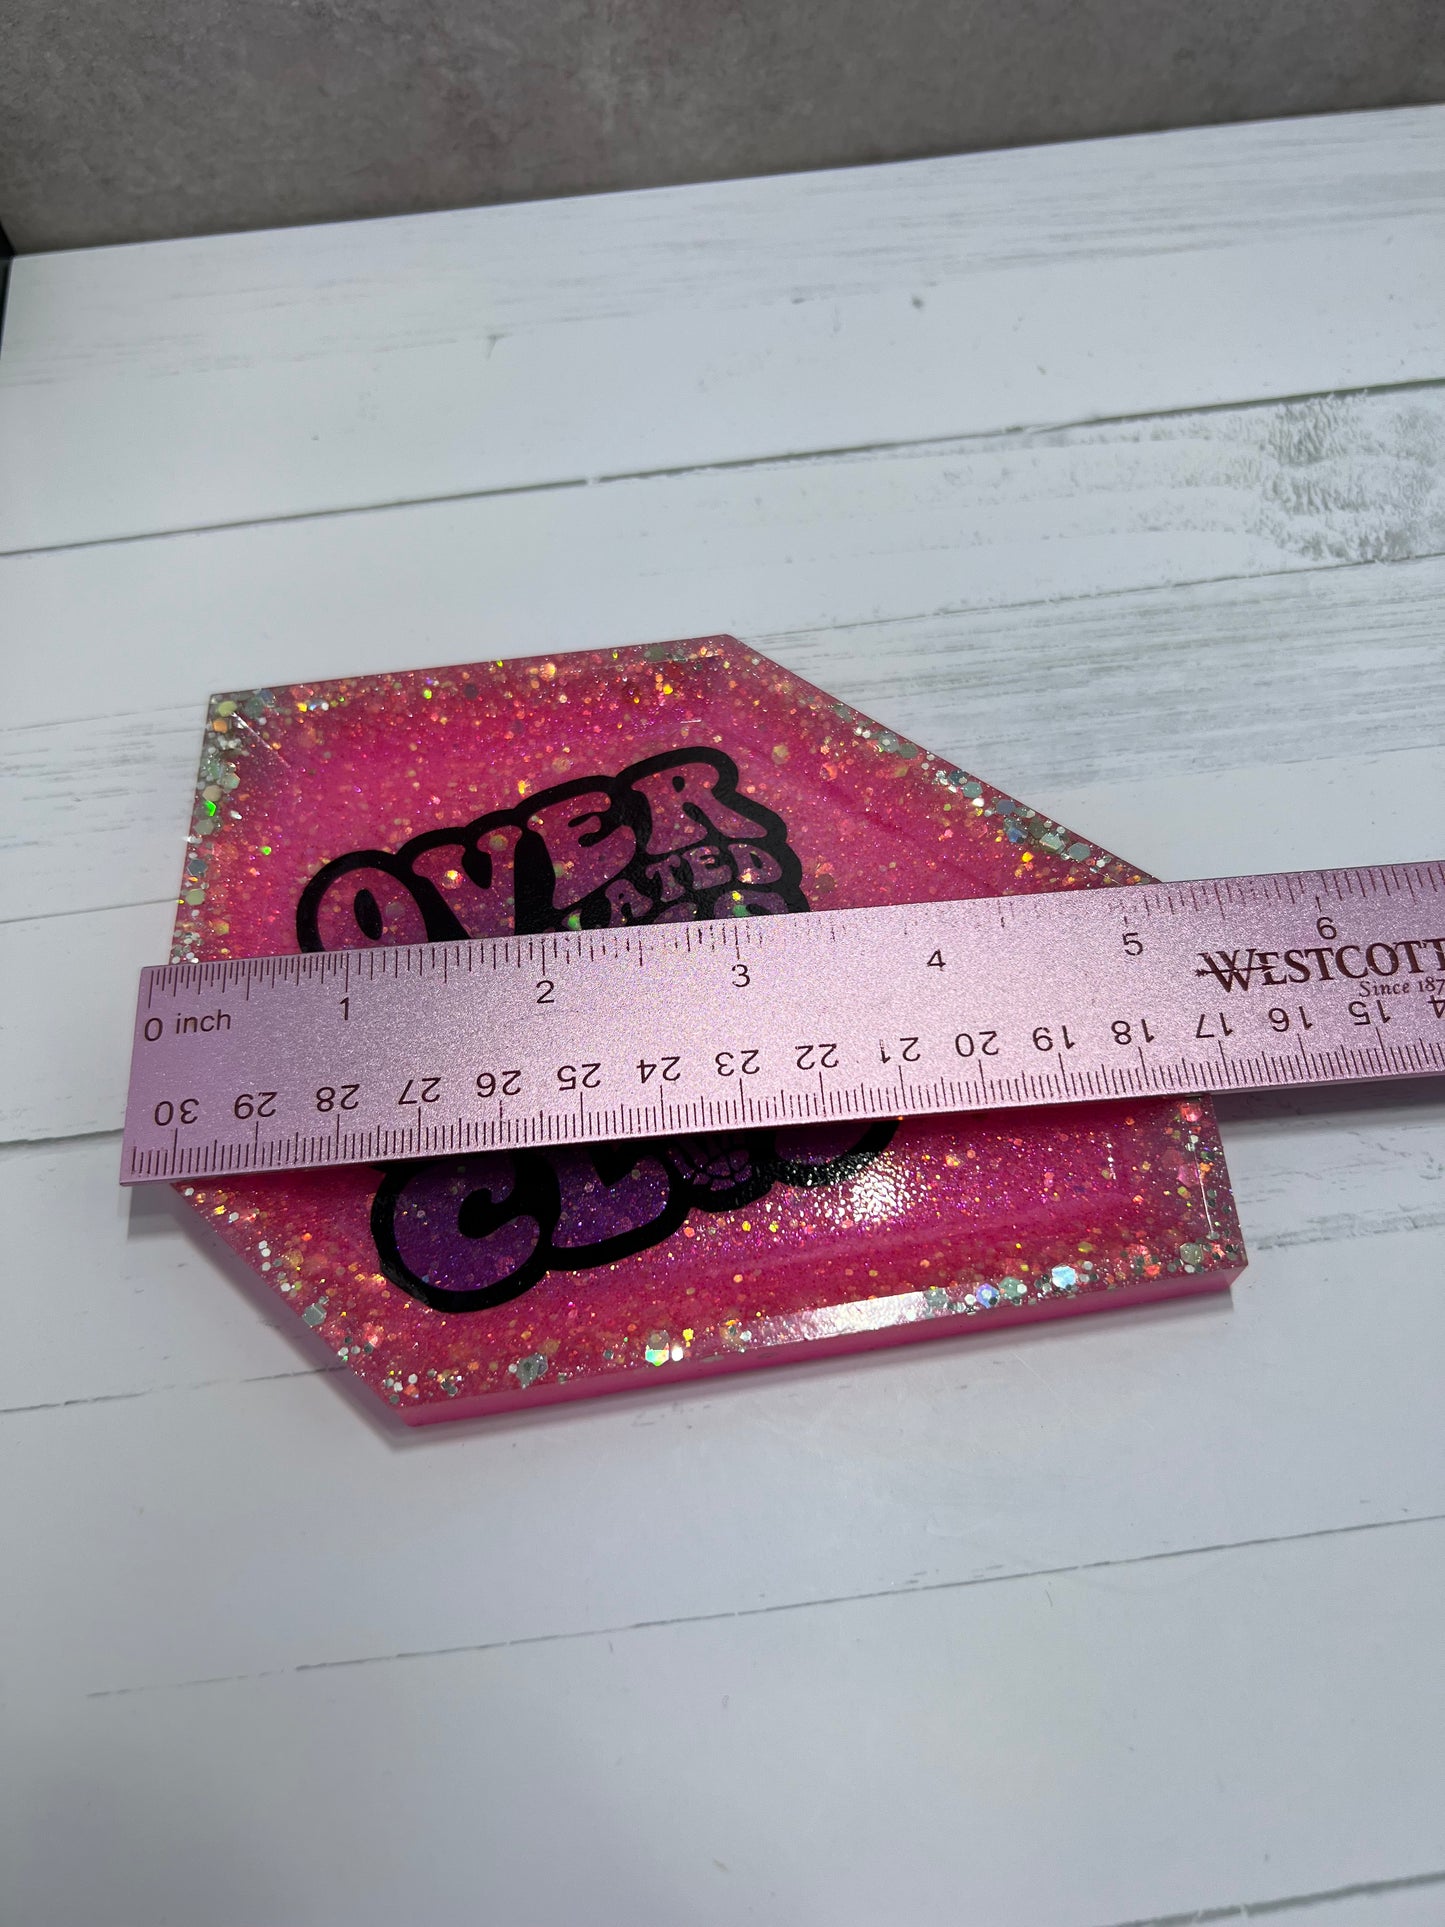 OVER
ATED
CLUB
1 2 3 4 5 6
0 inch
WESTCOTT
Since 187
30 29 28 27 26 25 24 23 22 21 20 19 18 17 16 15